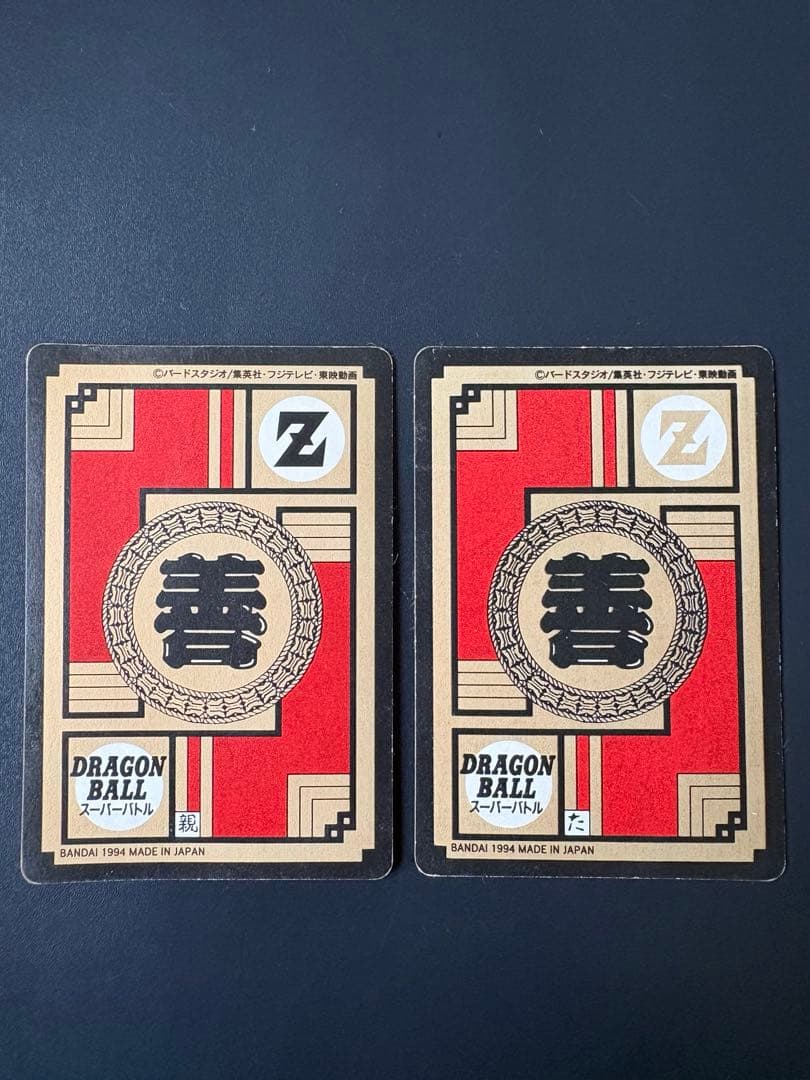 ©バードスタジオ/集英社・フジテレビ・東映動画
Z
善
DRAGON
BALL
スーパーバトル
親
BANDAI 1994 MADE IN JAPAN
©バードスタジオ/集英社・フジテレビ・東映動画
Z
善
DRAGON
BALL
スーパーバトル
た
BANDAI 1994 MADE IN JAPAN